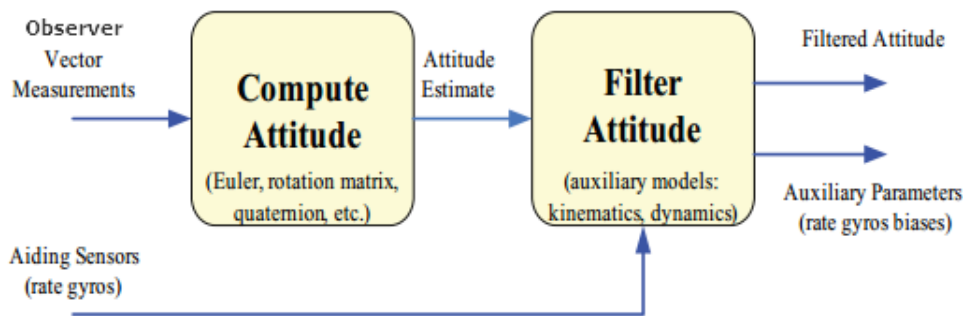 Observer
Vector
Measurements
Compute
Attitude
(Euler, rotation matrix,
quaternion, etc.)
Attitude
Estimate
Filter
Attitude
(auxiliary models:
kinematics, dynamics)
Filtered Attitude
Auxiliary Parameters
(rate gyros biases)
Aiding Sensors
(rate gyros)